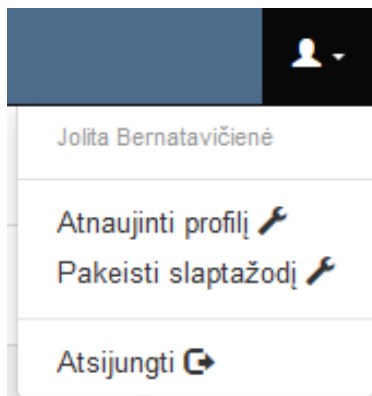 Jolita Bernatavičienė
Atnaujinti profilį
Pakeisti slaptažodį
Atsijungti